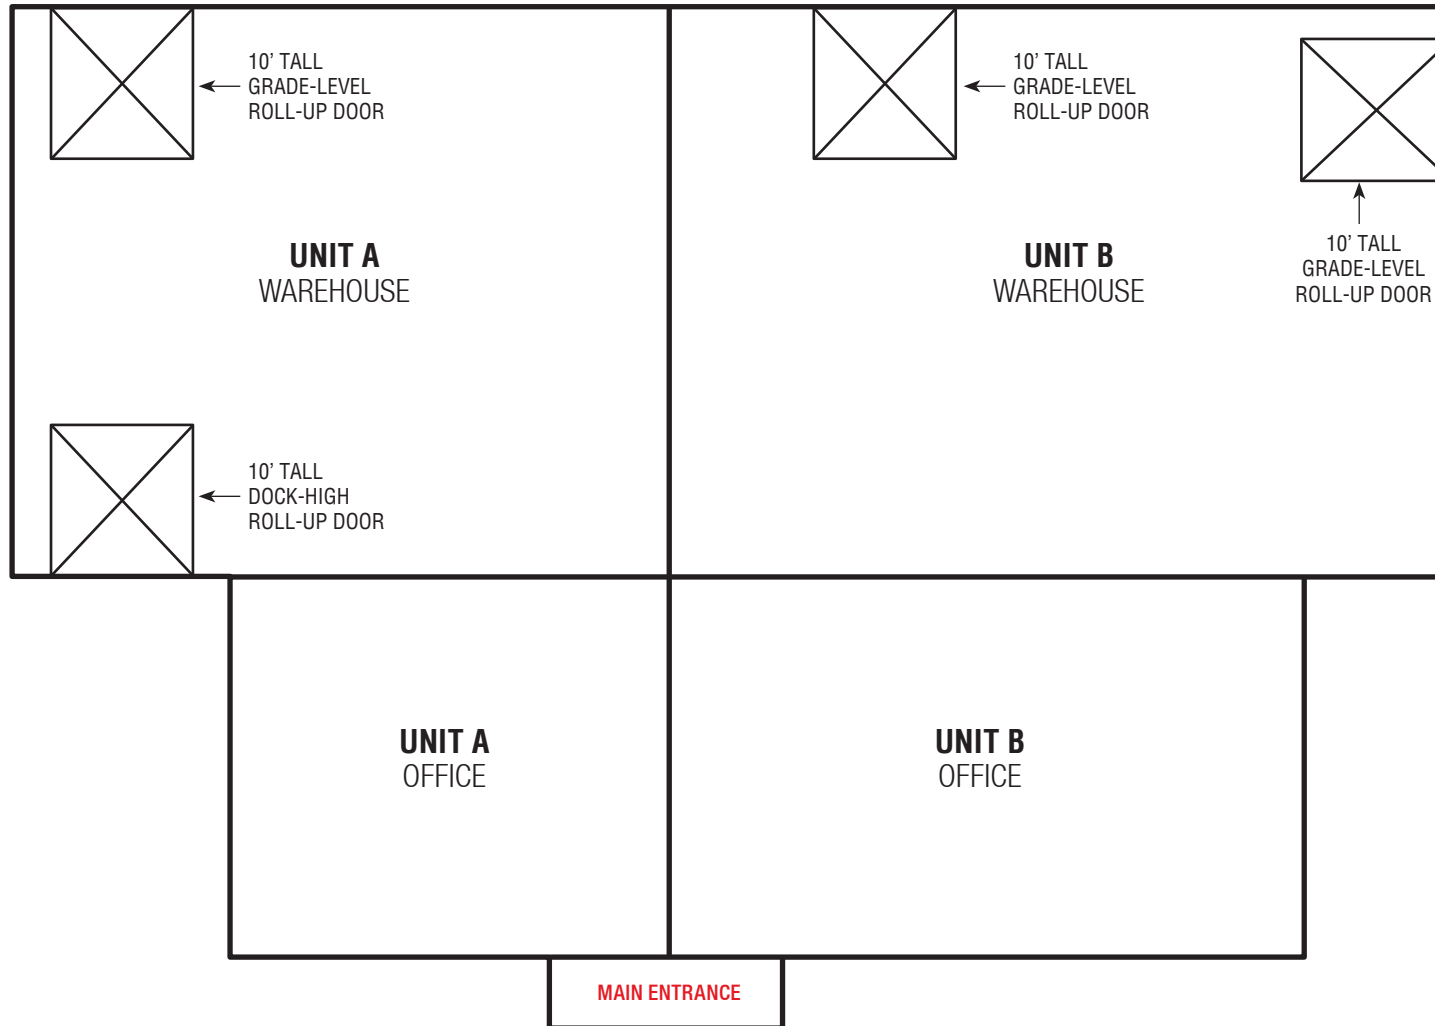 10’ TALL
GRADE-LEVEL
ROLL-UP DOOR
10’ TALL
GRADE-LEVEL
ROLL-UP DOOR
10’ TALL
GRADE-LEVEL
ROLL-UP DOOR
UNIT A
WAREHOUSE
UNIT B
WAREHOUSE
10’ TALL
DOCK-HIGH
ROLL-UP DOOR
UNIT A
OFFICE
UNIT B
OFFICE
MAIN ENTRANCE